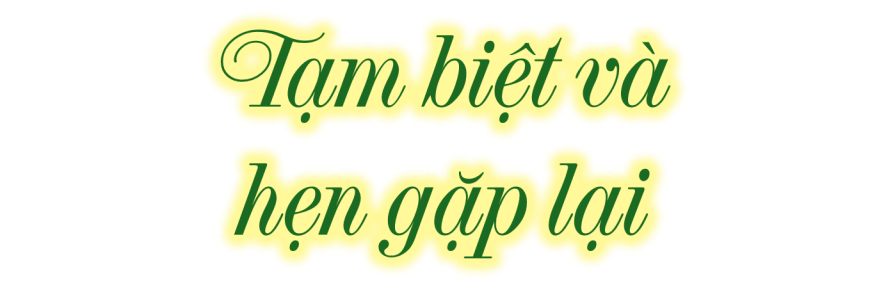 Tạm biệt và
hẹn gặp lại